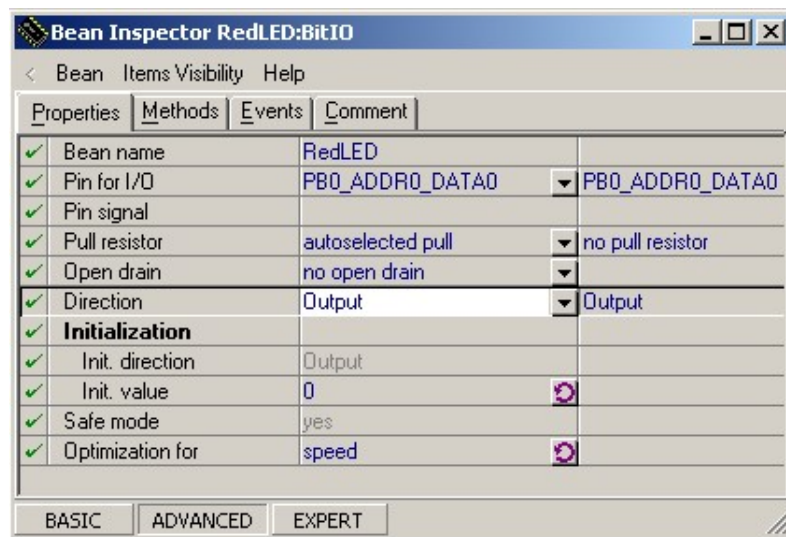 Bean Inspector RedLED:BitIO
< Bean Items Visibility Help
Properties Methods Events Comment
Bean name RedLED
Pin for I/O PB0_ADDR0_DATA0 PB0_ADDR0_DATA0
Pin signal
Pull resistor autoselected pull no pull resistor
Open drain no open drain
Direction Output Output
Initialization
Init. direction Output
Init. value 0
Safe mode yes
Optimization for speed
BASIC ADVANCED EXPERT